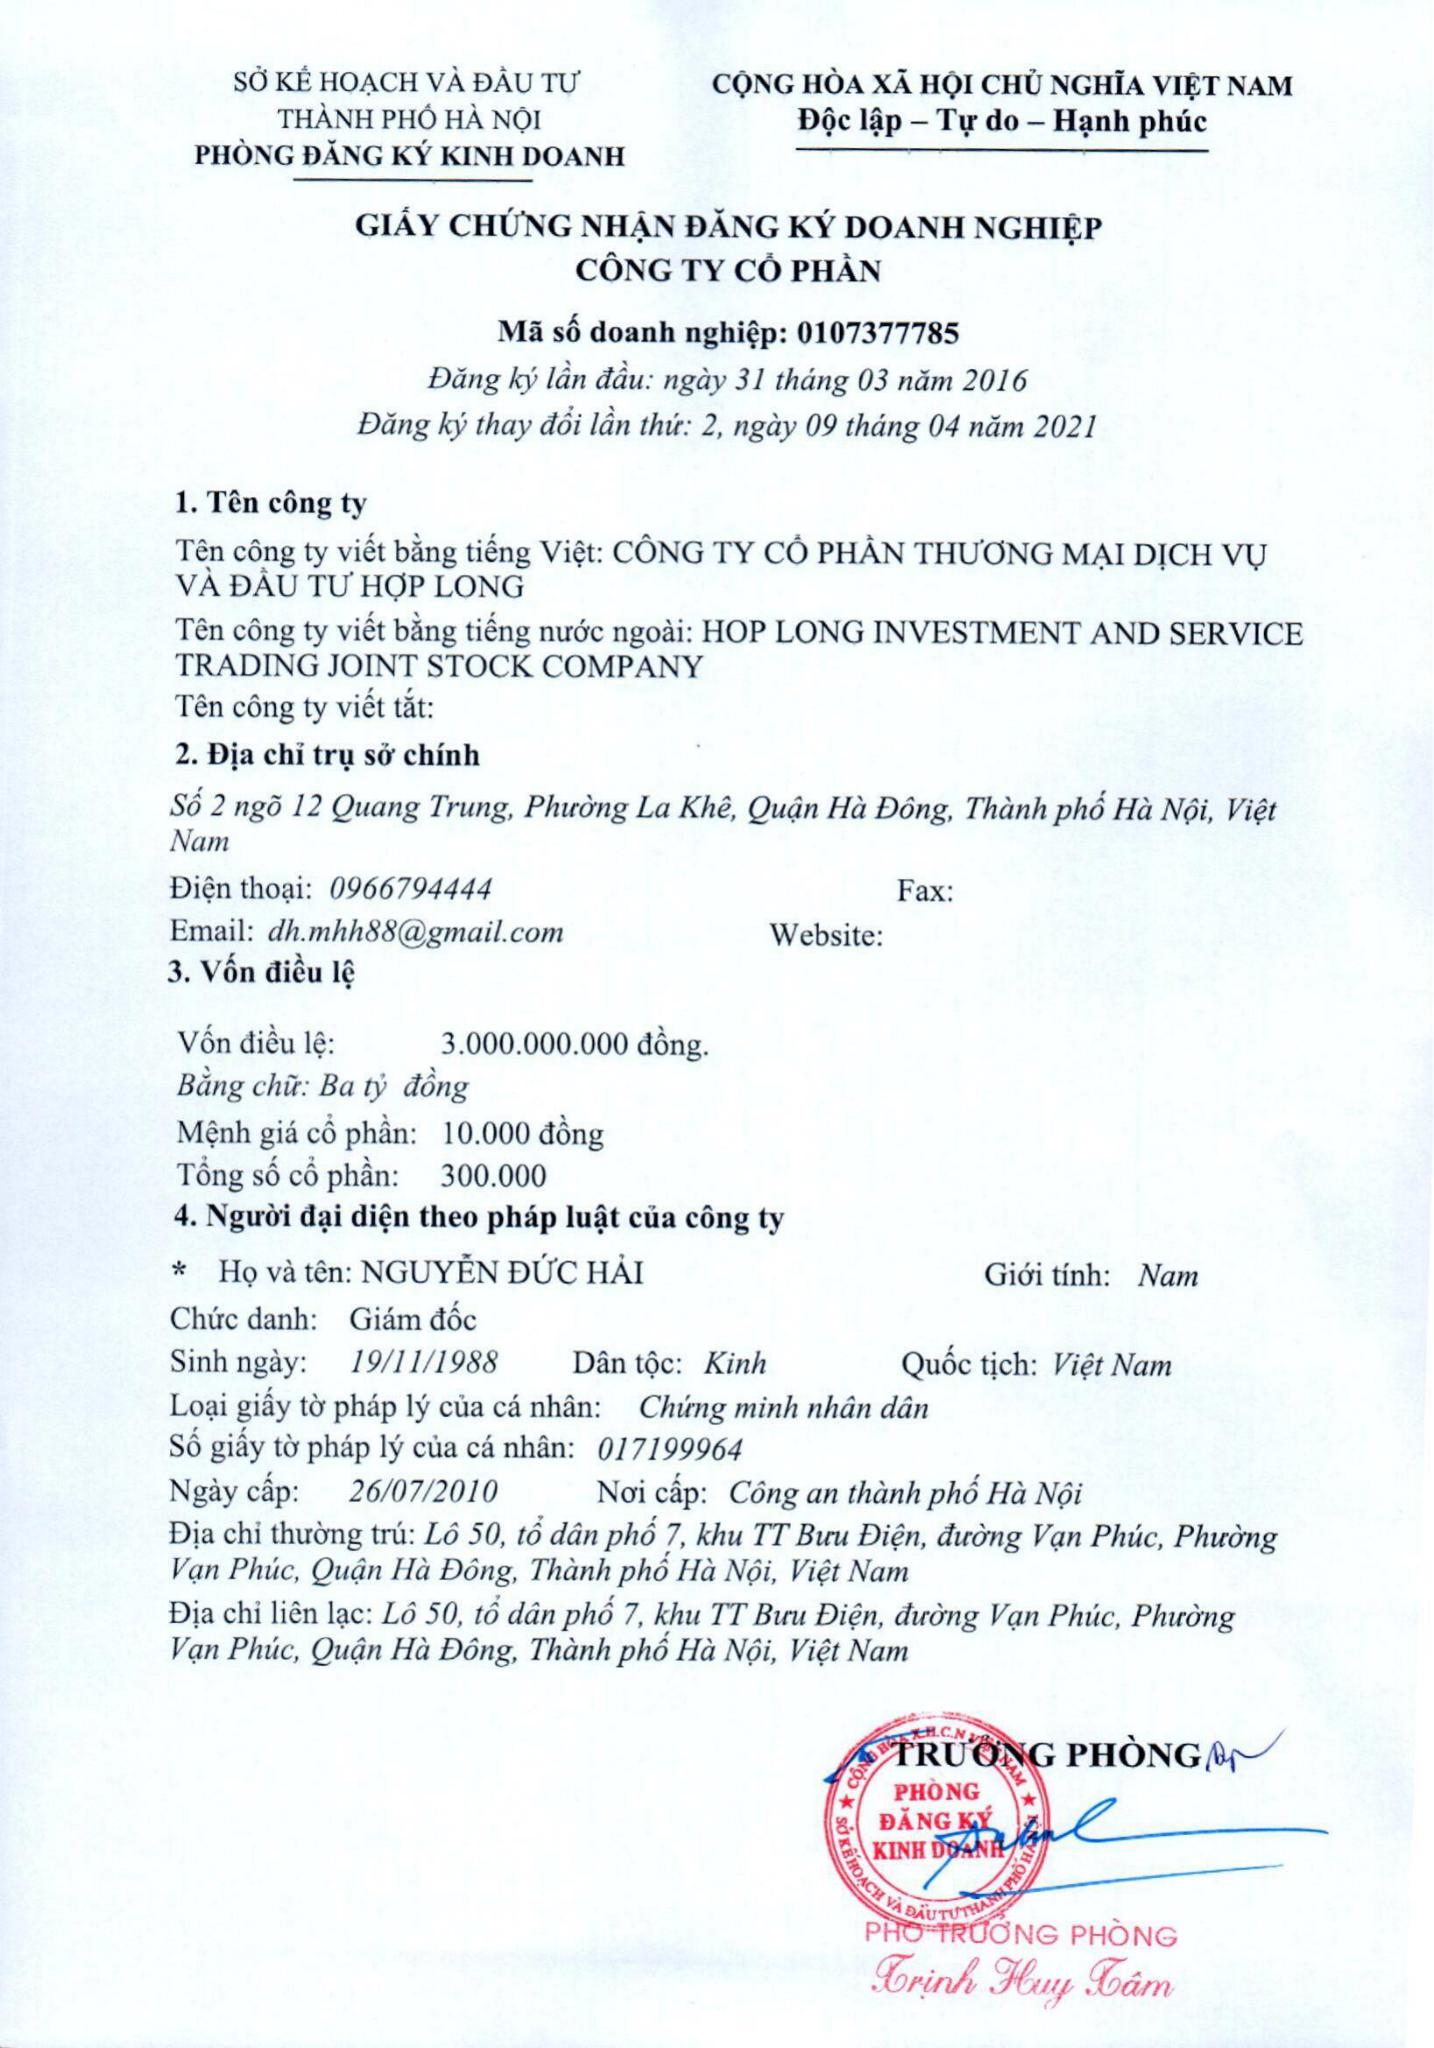 SỞ KẾ HOẠCH VÀ ĐẦU TƯ
THÀNH PHỐ HÀ NỘI
PHÒNG ĐĂNG KÝ KINH DOANH
CỘNG HÒA XÃ HỘI CHỦ NGHĨA VIỆT NAM
Độc lập – Tự do – Hạnh phúc
GIẤY CHỨNG NHẬN ĐĂNG KÝ DOANH NGHIỆP
CÔNG TY CỔ PHẦN
Mã số doanh nghiệp: 0107377785
Đăng ký lần đầu: ngày 31 tháng 03 năm 2016
Đăng ký thay đổi lần thứ: 2, ngày 09 tháng 04 năm 2021
1. Tên công ty
Tên công ty viết bằng tiếng Việt: CÔNG TY CỔ PHẦN THƯƠNG MẠI DỊCH VỤ
VÀ ĐẦU TƯ HỢP LONG
Tên công ty viết bằng tiếng nước ngoài: HOP LONG INVESTMENT AND SERVICE
TRADING JOINT STOCK COMPANY
Tên công ty viết tắt:
2. Địa chỉ trụ sở chính
Số 2 ngõ 12 Quang Trung, Phường La Khê, Quận Hà Đông, Thành phố Hà Nội, Việt
Nam
Điện thoại: 0966794444 Fax:
Email: dh.mhh88@gmail.com Website:
3. Vốn điều lệ
Vốn điều lệ: 3.000.000.000 đồng.
Bằng chữ: Ba tỷ đồng
Mệnh giá cổ phần: 10.000 đồng
Tổng số cổ phần: 300.000
4. Người đại diện theo pháp luật của công ty
* Họ và tên: NGUYỄN ĐỨC HẢI Giới tính: Nam
Chức danh: Giám đốc
Sinh ngày: 19/11/1988 Dân tộc: Kinh Quốc tịch: Việt Nam
Loại giấy tờ pháp lý của cá nhân: Chứng minh nhân dân
Số giấy tờ pháp lý của cá nhân: 017199964
Ngày cấp: 26/07/2010 Nơi cấp: Công an thành phố Hà Nội
Địa chỉ thường trú: Lô 50, tổ dân phố 7, khu TT Bưu Điện, đường Vạn Phúc, Phường
Vạn Phúc, Quận Hà Đông, Thành phố Hà Nội, Việt Nam
Địa chỉ liên lạc: Lô 50, tổ dân phố 7, khu TT Bưu Điện, đường Vạn Phúc, Phường
Vạn Phúc, Quận Hà Đông, Thành phố Hà Nội, Việt Nam
TRƯỞNG PHÒNG
CỘNG HÒA X.H.C.N VIỆT NAM
PHÒNG
ĐĂNG KÝ
KINH DOANH
SỞ KẾ HOẠCH VÀ ĐẦU TƯ THÀNH PHỐ HÀ NỘI
PHÓ TRƯỞNG PHÒNG
Trịnh Huy Tâm